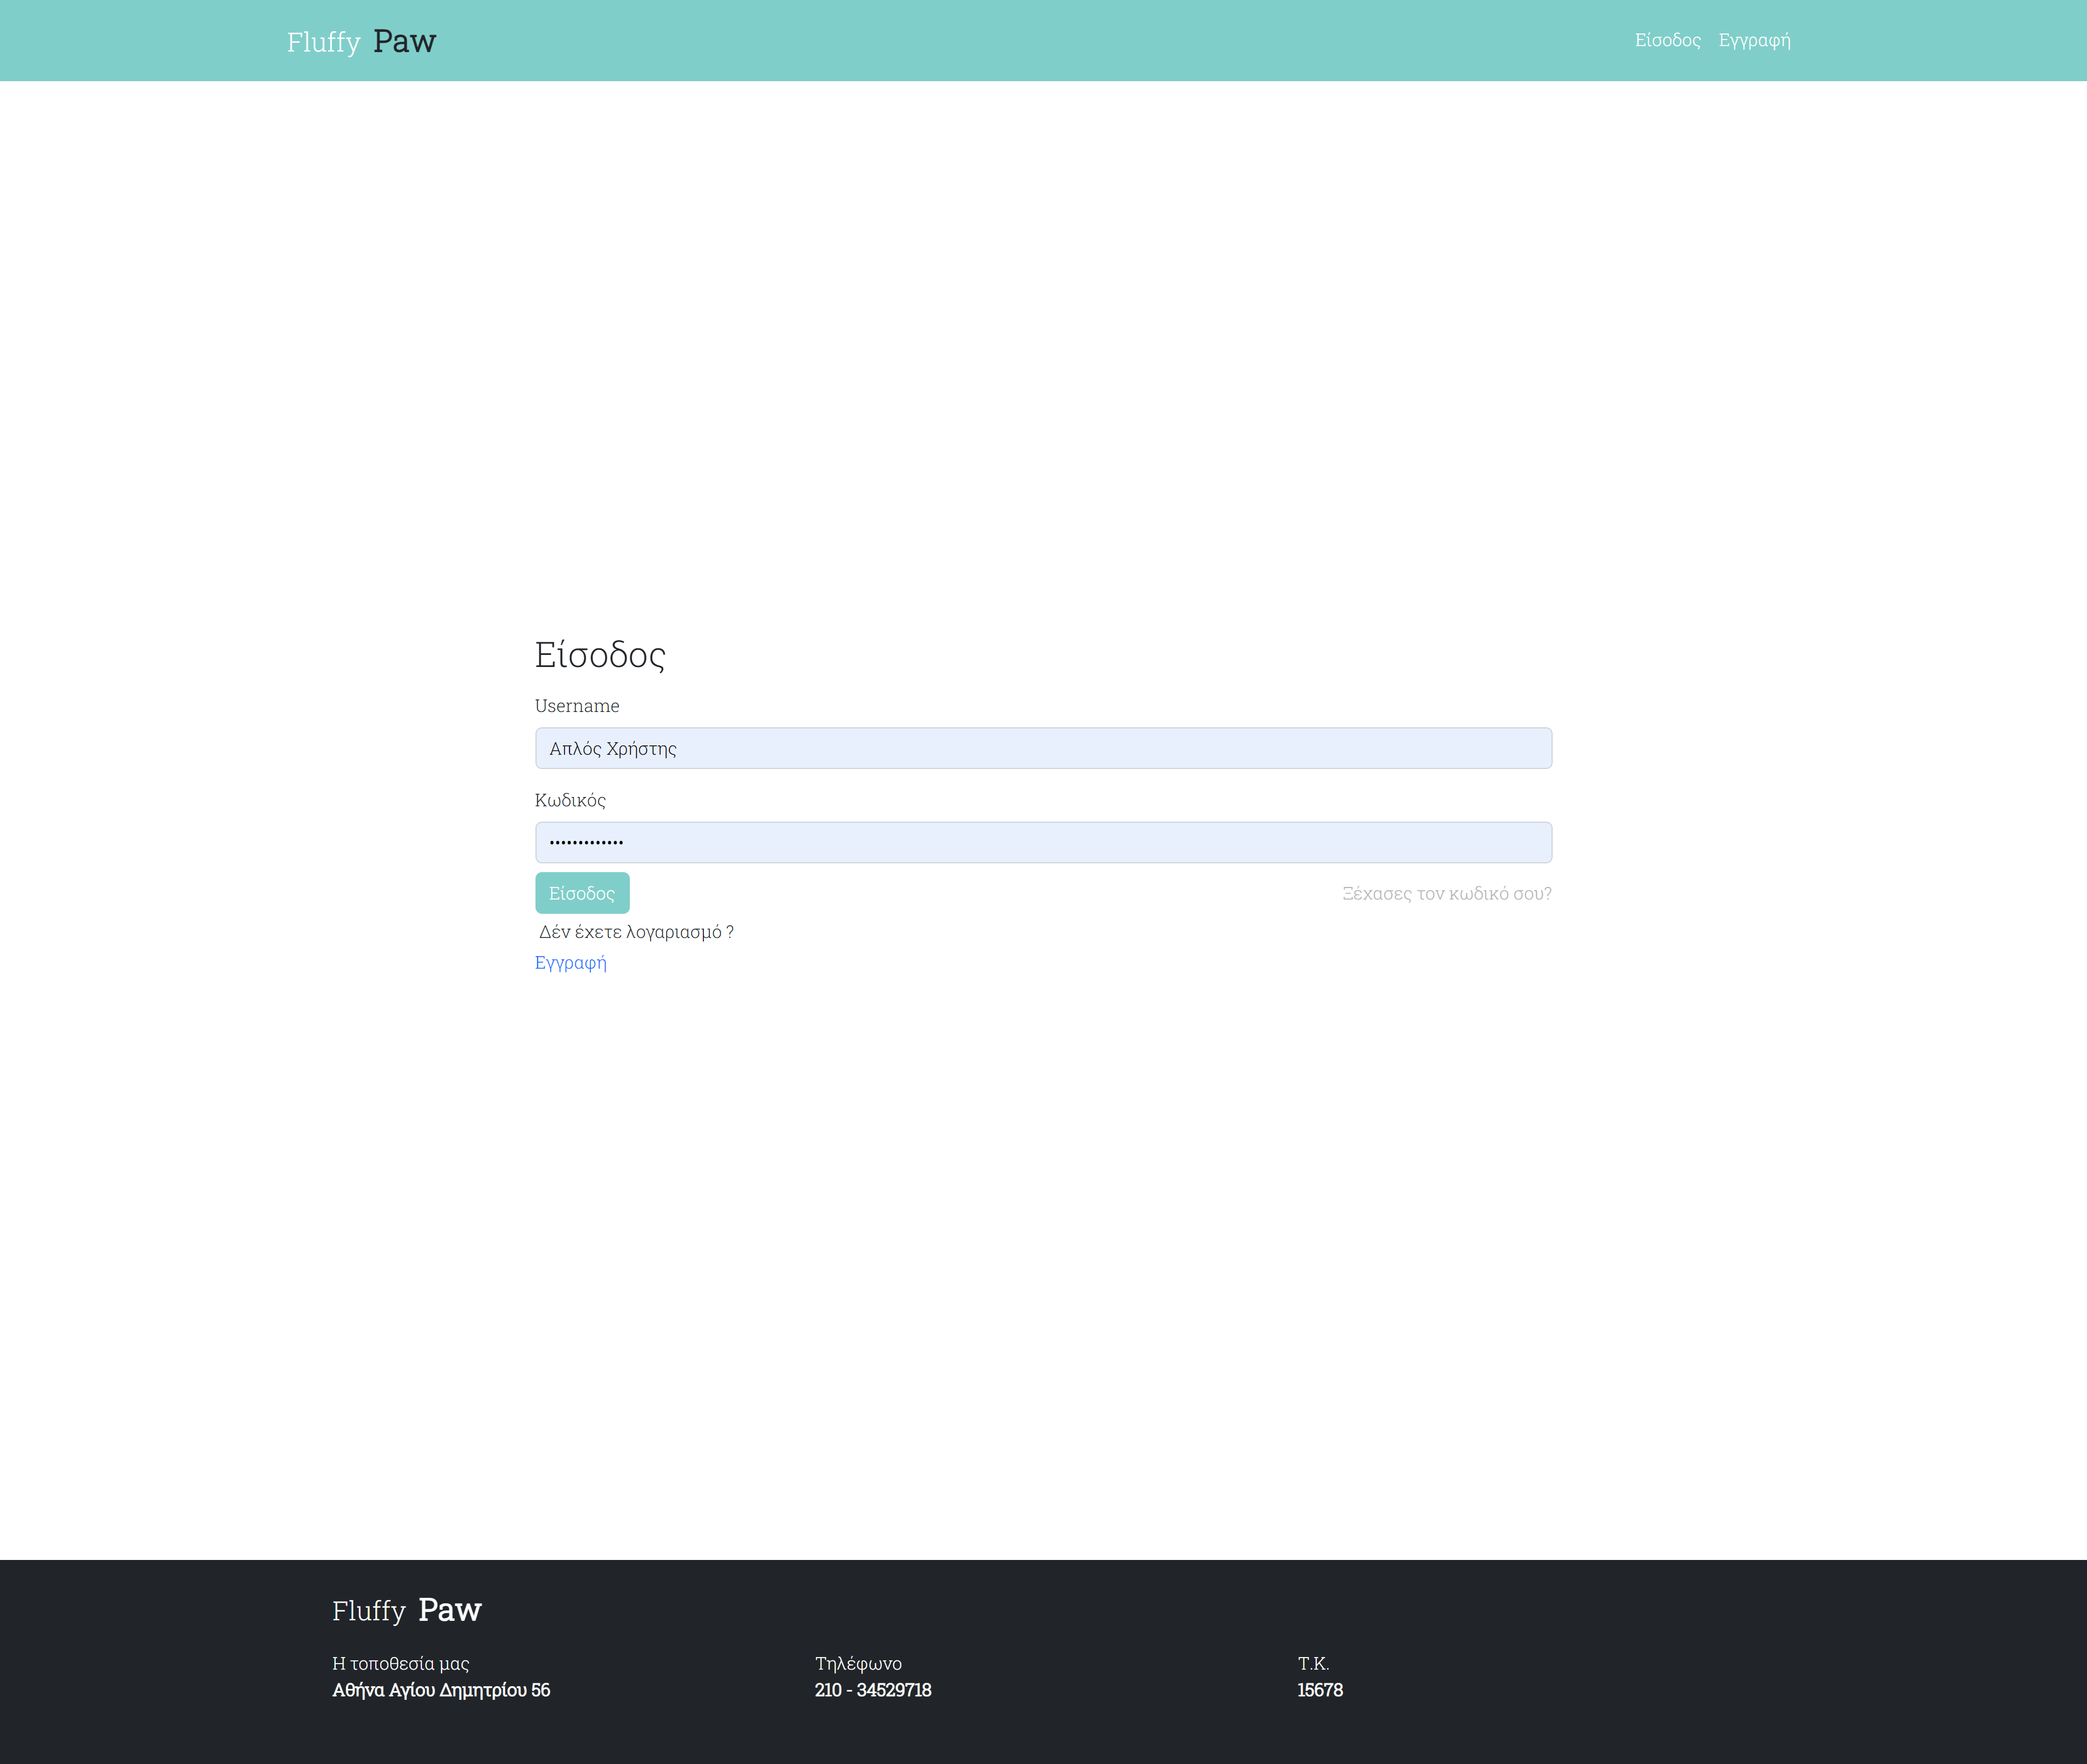 Fluffy Paw
Είσοδος Εγγραφή
Είσοδος
Username
Απλός Χρήστης
Κωδικός
•••••••••••••
Είσοδος
Ξέχασες τον κωδικό σου?
Δέν έχετε λογαριασμό ?
Εγγραφή
Fluffy Paw
Η τοποθεσία μας
Αθήνα Αγίου Δημητρίου 56
Τηλέφωνο
210 - 34529718
Τ.Κ.
15678